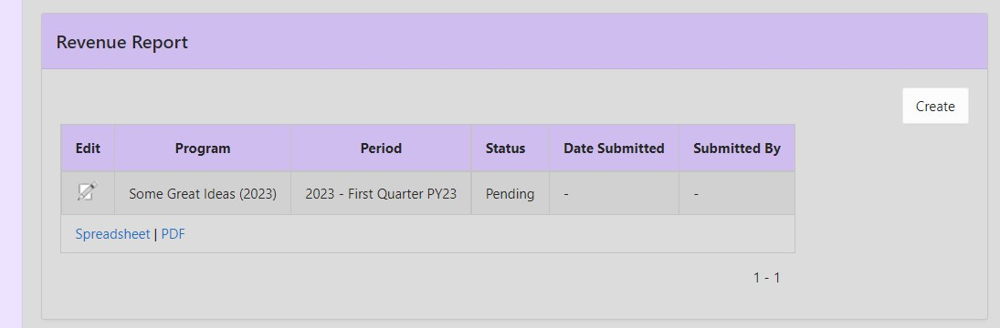 Revenue Report
Create
Edit Program Period Status Date Submitted Submitted By
Some Great Ideas (2023) 2023 - First Quarter PY23 Pending - -
Spreadsheet | PDF
1 - 1